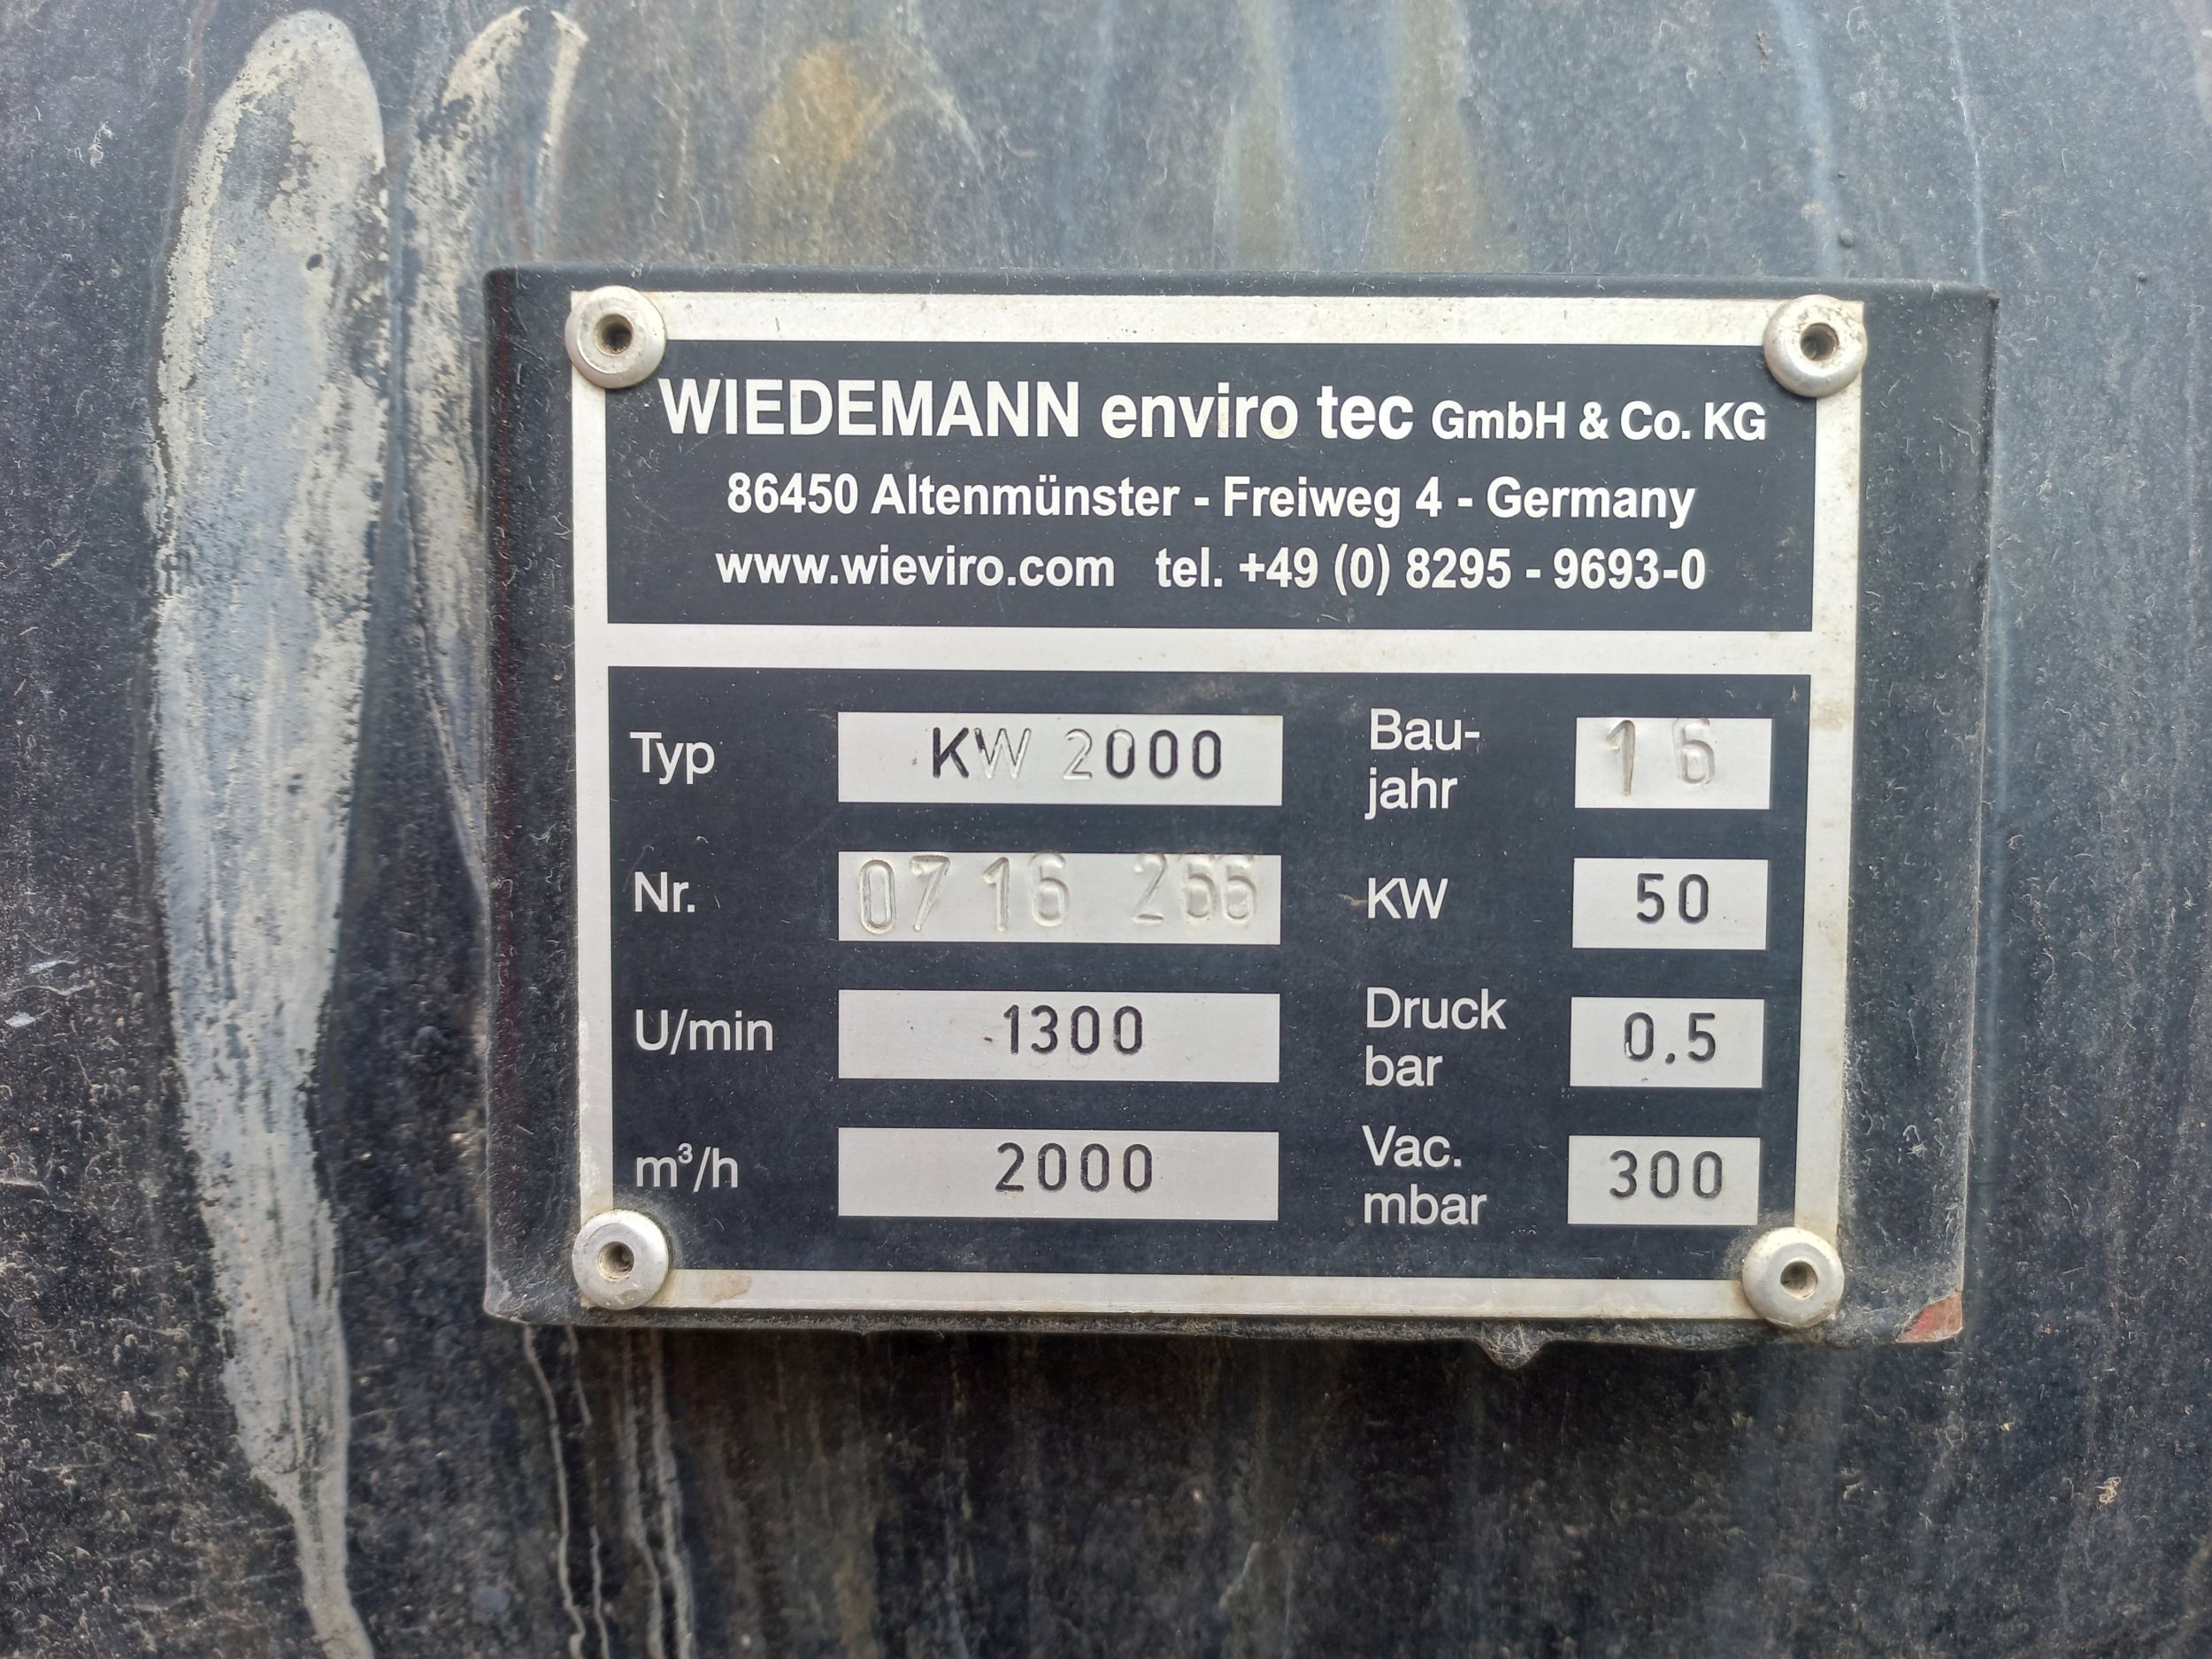 WIEDEMANN enviro tec GmbH & Co. KG
86450 Altenmünster - Freiweg 4 - Germany
www.wieviro.com tel. +49 (0) 8295 - 9693-0
Typ KW 2000
Bau-
jahr 16
Nr. 0716 266
KW 50
U/min 1300
Druck
bar 0.5
m³/h 2000
Vac.
mbar 300